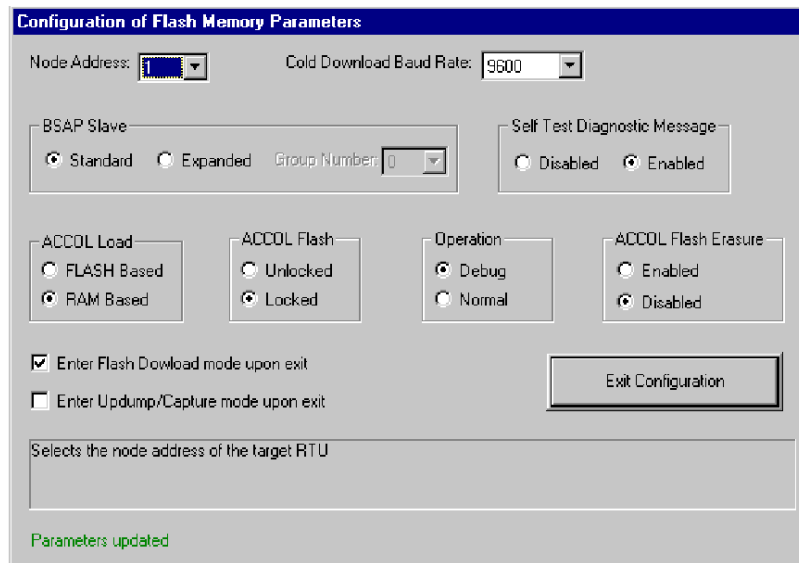 Configuration of Flash Memory Parameters
Node Address: 1 Cold Download Baud Rate: 9600
BSAP Slave Self Test Diagnostic Message
Standard Expanded Group Number: 0 Disabled Enabled
ACCOL Load ACCOL Flash Operation ACCOL Flash Erasure
FLASH Based Unlocked Debug Enabled
RAM Based Locked Normal Disabled
Enter Flash Dowload mode upon exit
Exit Configuration
Enter Updump/Capture mode upon exit
Selects the node address of the target RTU
Parameters updated